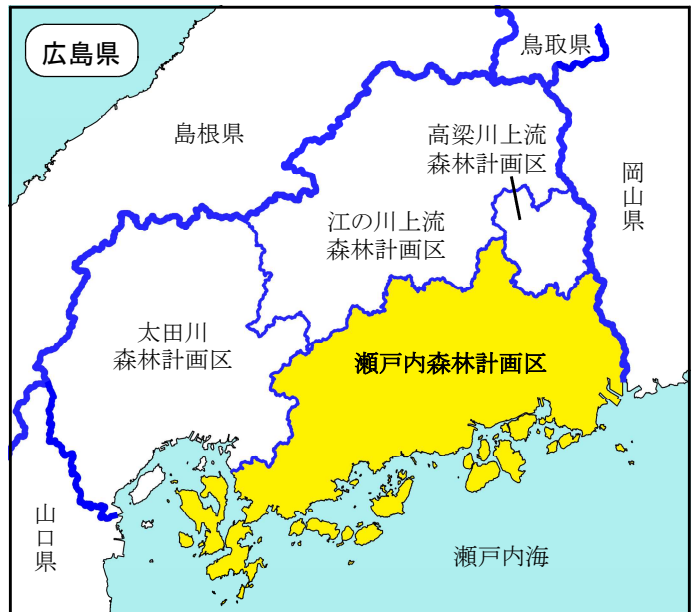 広島県
鳥取県
島根県
高梁川上流
森林計画区
岡山県
江の川上流
森林計画区
太田川
森林計画区
瀬戸内森林計画区
山口県
瀬戸内海